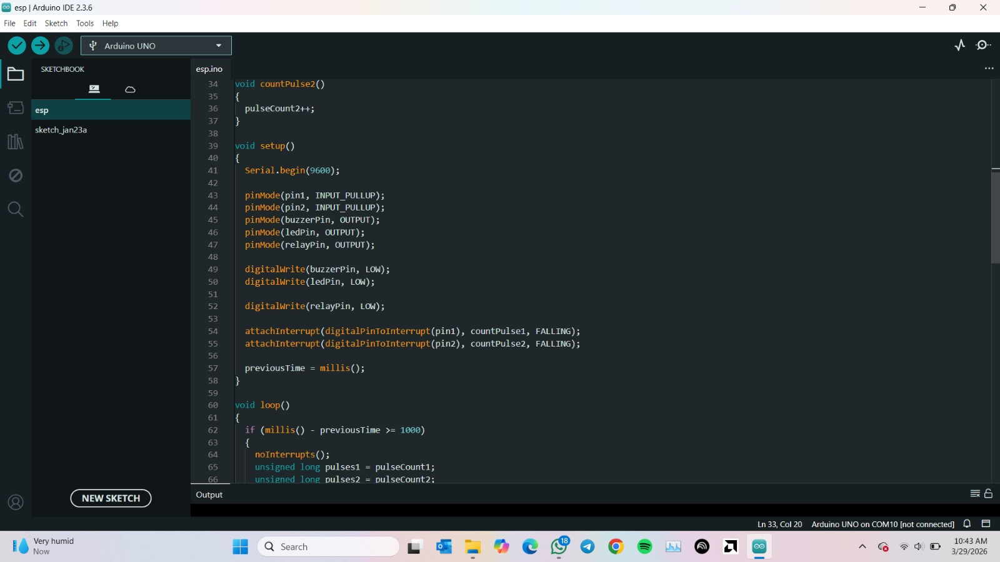 esp | Arduino IDE 2.3.6
File Edit Sketch Tools Help
Arduino UNO
SKETCHBOOK
esp
sketch_jan23a
NEW SKETCH
esp.ino
34 void countPulse2()
35 {
36 pulseCount2++;
37 }
38
39 void setup()
40 {
41 Serial.begin(9600);
42
43 pinMode(pin1, INPUT_PULLUP);
44 pinMode(pin2, INPUT_PULLUP);
45 pinMode(buzzerPin, OUTPUT);
46 pinMode(ledPin, OUTPUT);
47 pinMode(relayPin, OUTPUT);
48
49 digitalWrite(buzzerPin, LOW);
50 digitalWrite(ledPin, LOW);
51
52 digitalWrite(relayPin, LOW);
53
54 attachInterrupt(digitalPinToInterrupt(pin1), countPulse1, FALLING);
55 attachInterrupt(digitalPinToInterrupt(pin2), countPulse2, FALLING);
56
57 previousTime = millis();
58 }
59
60 void loop()
61 {
62 if (millis() - previousTime >= 1000)
63 {
64 noInterrupts();
65 unsigned long pulses1 = pulseCount1;
66 unsigned long pulses2 = pulseCount2;
Output
Ln 33, Col 20 Arduino UNO on COM10 [not connected]
Very humid
Now
Search
18
10:43 AM
3/29/2026